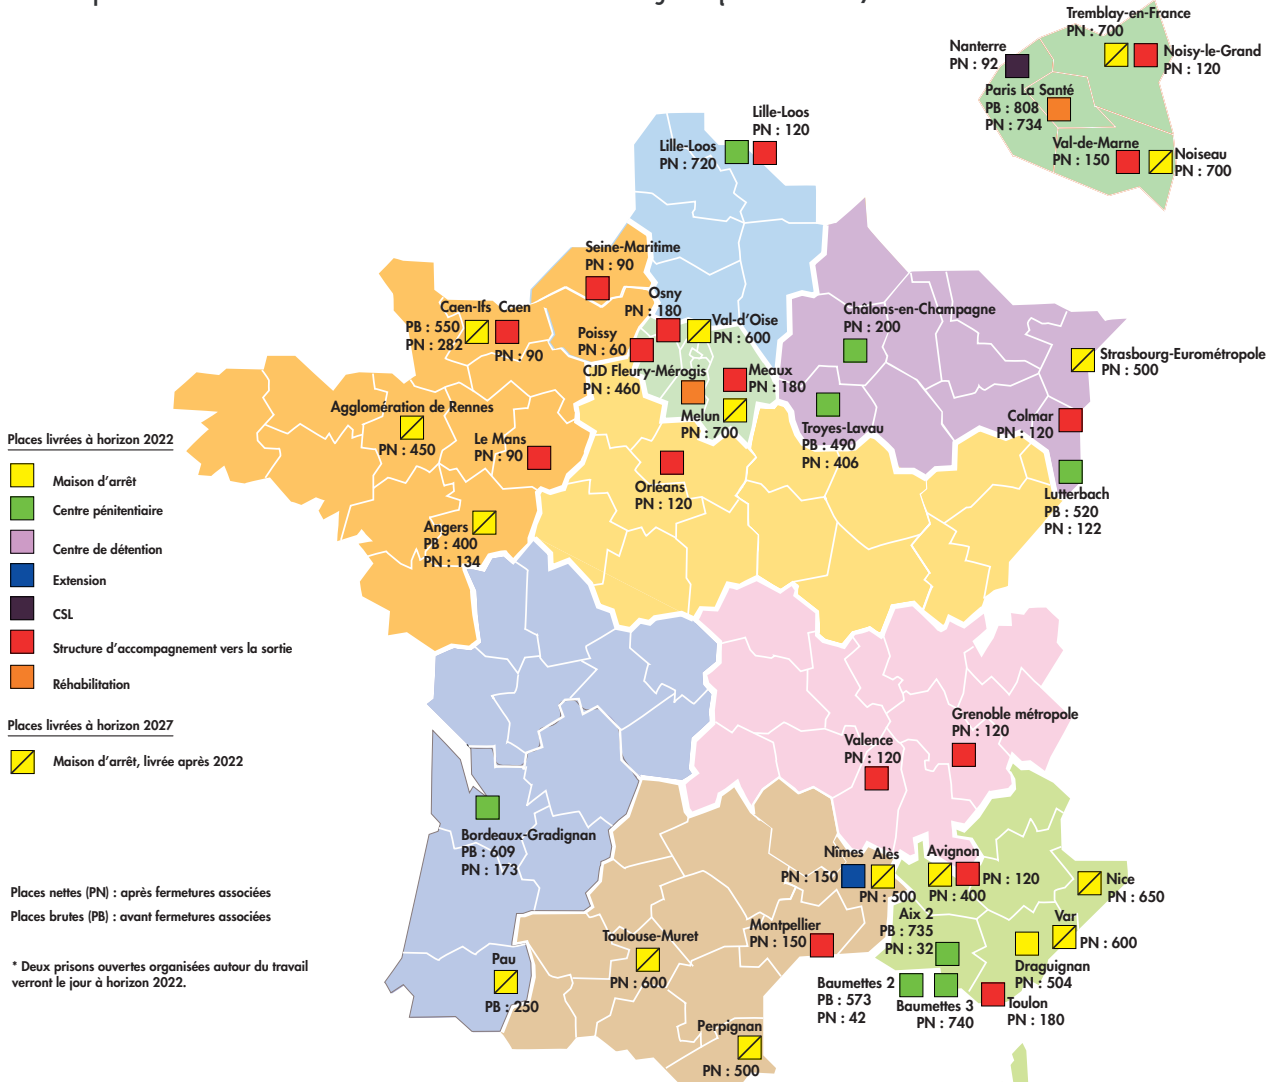 Tremblay-en-France
PN : 700
Nanterre
PN : 92
Noisy-le-Grand
PN : 120
Paris La Santé
PB : 808
PN : 734
Val-de-Marne
PN : 150
Noiseau
PN : 700
Lille-Loos
PN : 120
Lille-Loos
PN : 720
Seine-Maritime
PN : 90
Osny
PN : 180
Caen-Ifs
PB : 550
PN : 282
Caen
PN : 90
Poissy
PN : 60
Val-d'Oise
PN : 600
Châlons-en-Champagne
PN : 200
Strasbourg-Eurométropole
PN : 500
CJD Fleury-Mérogis
PN : 460
Meaux
PN : 180
Melun
PN : 700
Troyes-Lavau
PB : 490
PN : 406
Colmar
PN : 120
Agglomération de Rennes
PN : 450
Le Mans
PN : 90
Orléans
PN : 120
Lutterbach
PB : 520
PN : 122
Angers
PB : 400
PN : 134
Places livrées à horizon 2022
Maison d'arrêt
Centre pénitentiaire
Centre de détention
Extension
CSL
Structure d'accompagnement vers la sortie
Réhabilitation
Places livrées à horizon 2027
Maison d'arrêt, livrée après 2022
Grenoble métropole
PN : 120
Valence
PN : 120
Bordeaux-Gradignan
PB : 609
PN : 173
Places nettes (PN) : après fermetures associées
Places brutes (PB) : avant fermetures associées
* Deux prisons ouvertes organisées autour du travail
verront le jour à horizon 2022.
Nîmes
PN : 150
Alès
PN : 500
Avignon
PN : 120
PN : 400
Nice
PN : 650
Aix 2
PB : 735
PN : 32
Var
PN : 600
Montpellier
PN : 150
Toulouse-Muret
PN : 600
Pau
PB : 250
Draguignan
PN : 504
Baumettes 2
PB : 573
PN : 42
Baumettes 3
PN : 740
Toulon
PN : 180
Perpignan
PN : 500